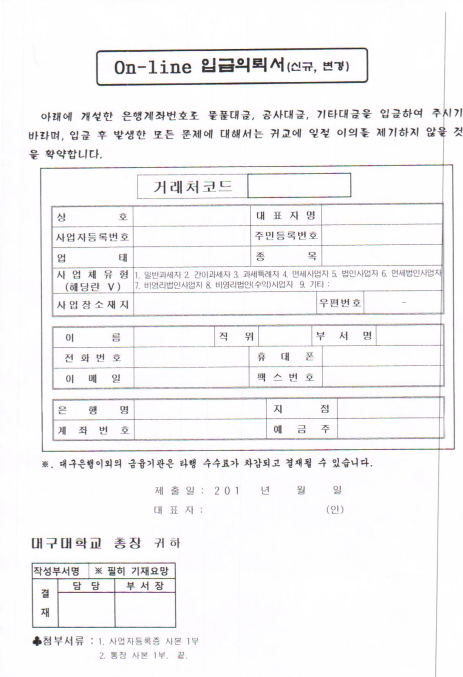 On-line 입금의뢰서(신규, 변경)
아래에 개설한 은행계좌번호로 물품대금, 공사대금, 기타대금을 입금하여 주시기
바라며, 입금 후 발생한 모든 문제에 대해서는 귀교에 일절 이의를 제기하지 않을 것
을 확약합니다.
거래처코드
상 호 대 표 자 명
사업자등록번호 주민등록번호
업 태 종 목
사 업 체 유 형 1. 일반과세자 2. 간이과세자 3. 과세특례자 4. 면세사업자 5. 법인사업자 6. 면세법인사업자
(해당란 V) 7. 비영리법인사업자 8. 비영리법인(수익)사업자 9. 기타 :
사업장소재지 우편번호 -
이 름 직 위 부 서 명
전 화 번 호 휴 대 폰
이 메 일 팩 스 번 호
은 행 명 지 점
계 좌 번 호 예 금 주
※. 대구은행이외의 금융기관은 타행 수수료가 차감되고 결재될 수 있습니다.
제 출 일 : 2 0 1 년 월 일
대 표 자 : (인)
대구대학교 총장 귀하
작성부서명 ※ 필히 기재요망
결 재 담 당 부 서 장
♣첨부서류 : 1. 사업자등록증 사본 1부
2. 통장 사본 1부. 끝.